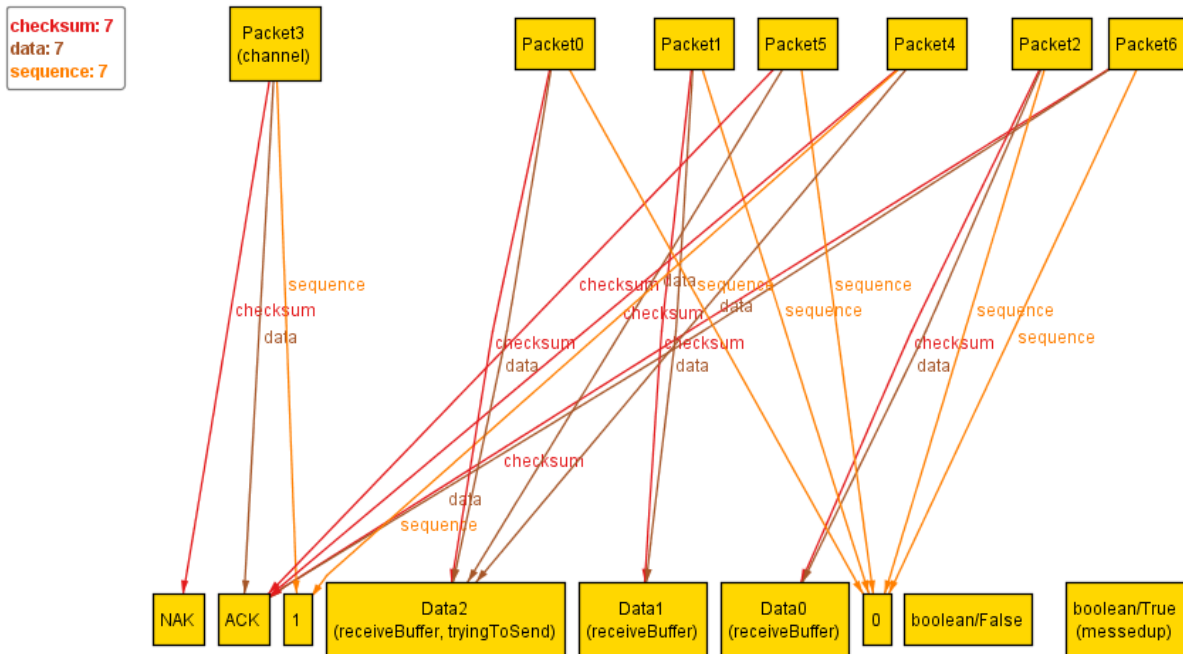 checksum: 7
data: 7
sequence: 7
Packet3
(channel)
Packet0
Packet1
Packet5
Packet4
Packet2
Packet6
data
checksum
sequence
sequence
sequence
checksum
data
sequence
sequence
checksum
sequence
data
checksum
checksum
checksum
sequence
data
data
data
checksum
data
sequence
NAK
ACK
1
Data2
(receiveBuffer, tryingToSend)
Data1
(receiveBuffer)
Data0
(receiveBuffer)
0
boolean/False
boolean/True
(messedup)